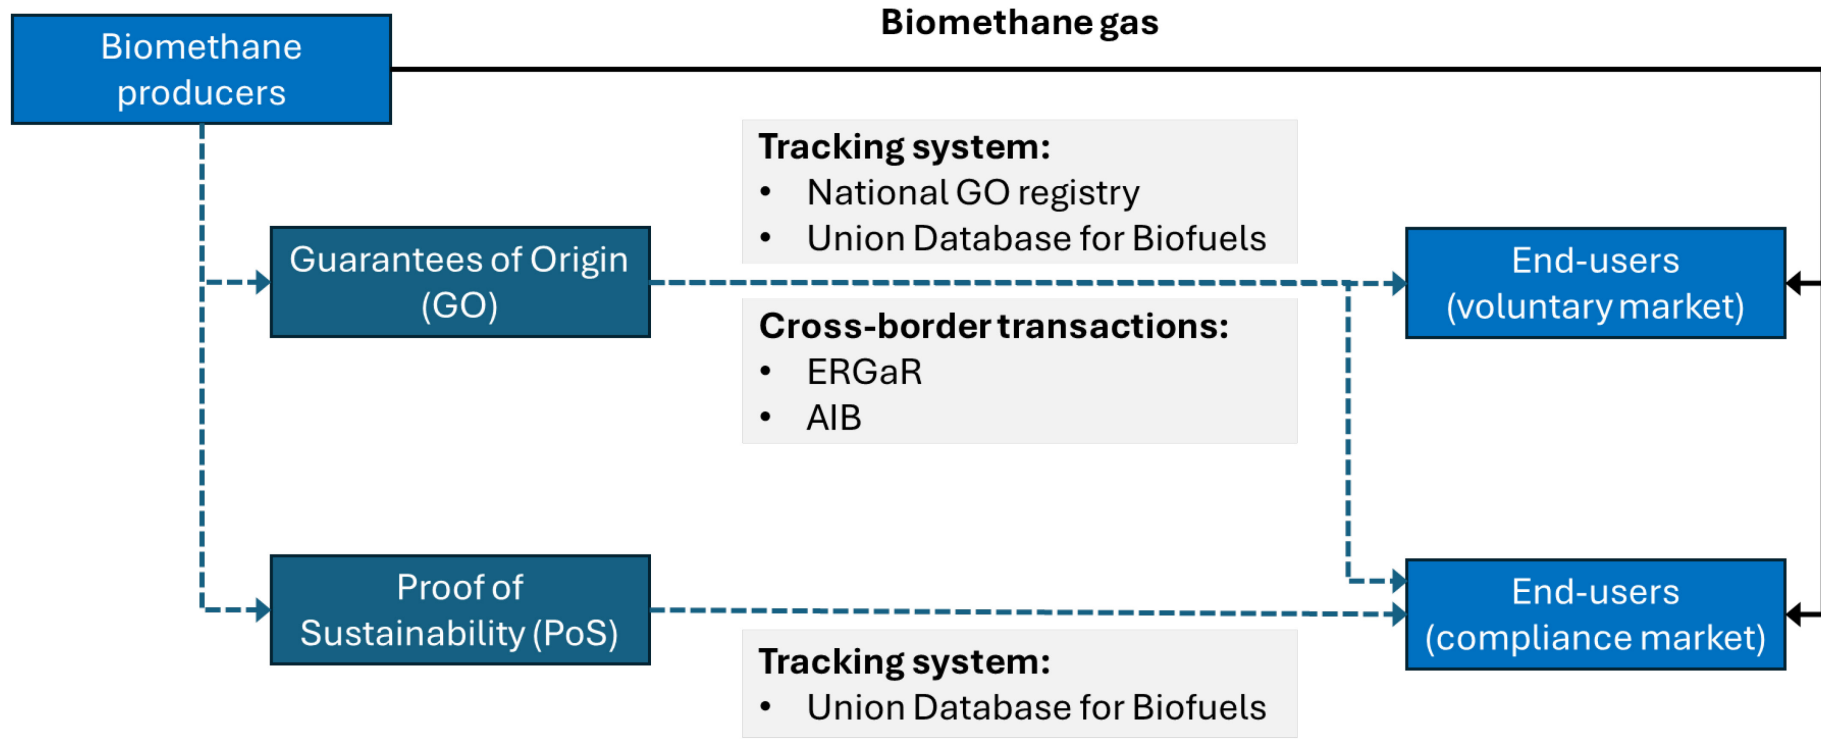 Biomethane gas
Biomethane
producers
Tracking system:
• National GO registry
• Union Database for Biofuels
Guarantees of Origin
(GO)
End-users
(voluntary market)
Cross-border transactions:
• ERGaR
• AIB
Proof of
Sustainability (PoS)
End-users
(compliance market)
Tracking system:
• Union Database for Biofuels